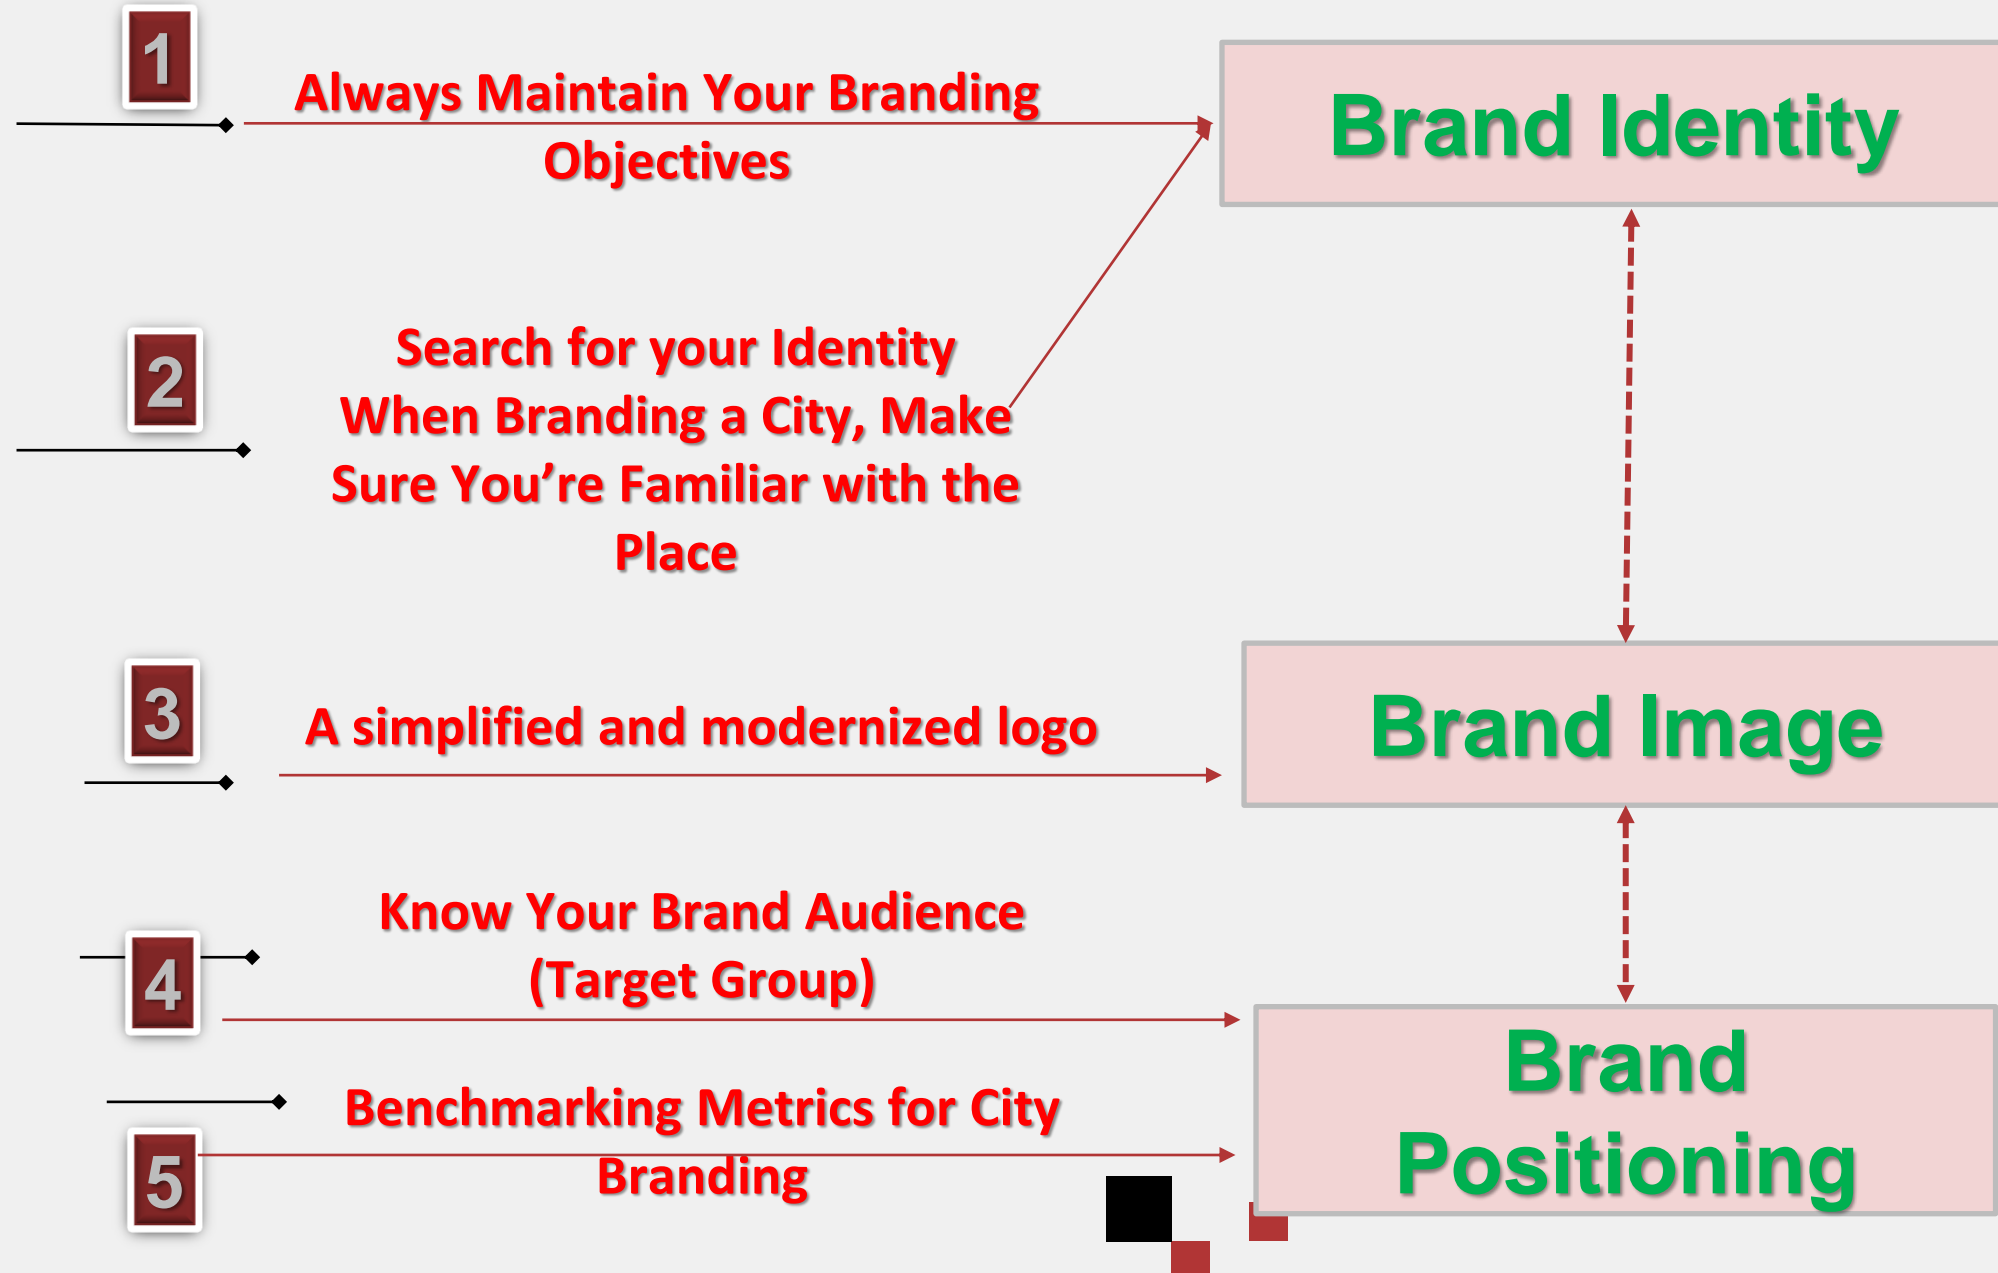 1
Always Maintain Your Branding
Objectives
Brand Identity
2
Search for your Identity
When Branding a City, Make
Sure You’re Familiar with the
Place
3
A simplified and modernized logo
Brand Image
4
Know Your Brand Audience
(Target Group)
5
Benchmarking Metrics for City
Branding
Brand
Positioning